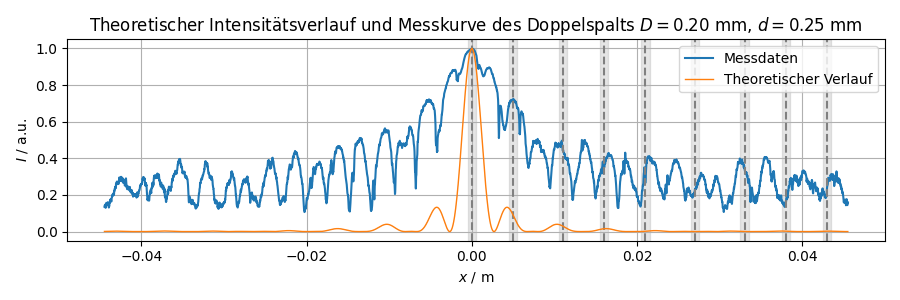 Theoretischer Intensitätsverlauf und Messkurve des Doppelspalts D = 0.20 mm, d = 0.25 mm
I / a.u.
1.0
0.8
0.6
0.4
0.2
0.0
Messdaten
Theoretischer Verlauf
−0.04 −0.02 0.00 0.02 0.04
x / m